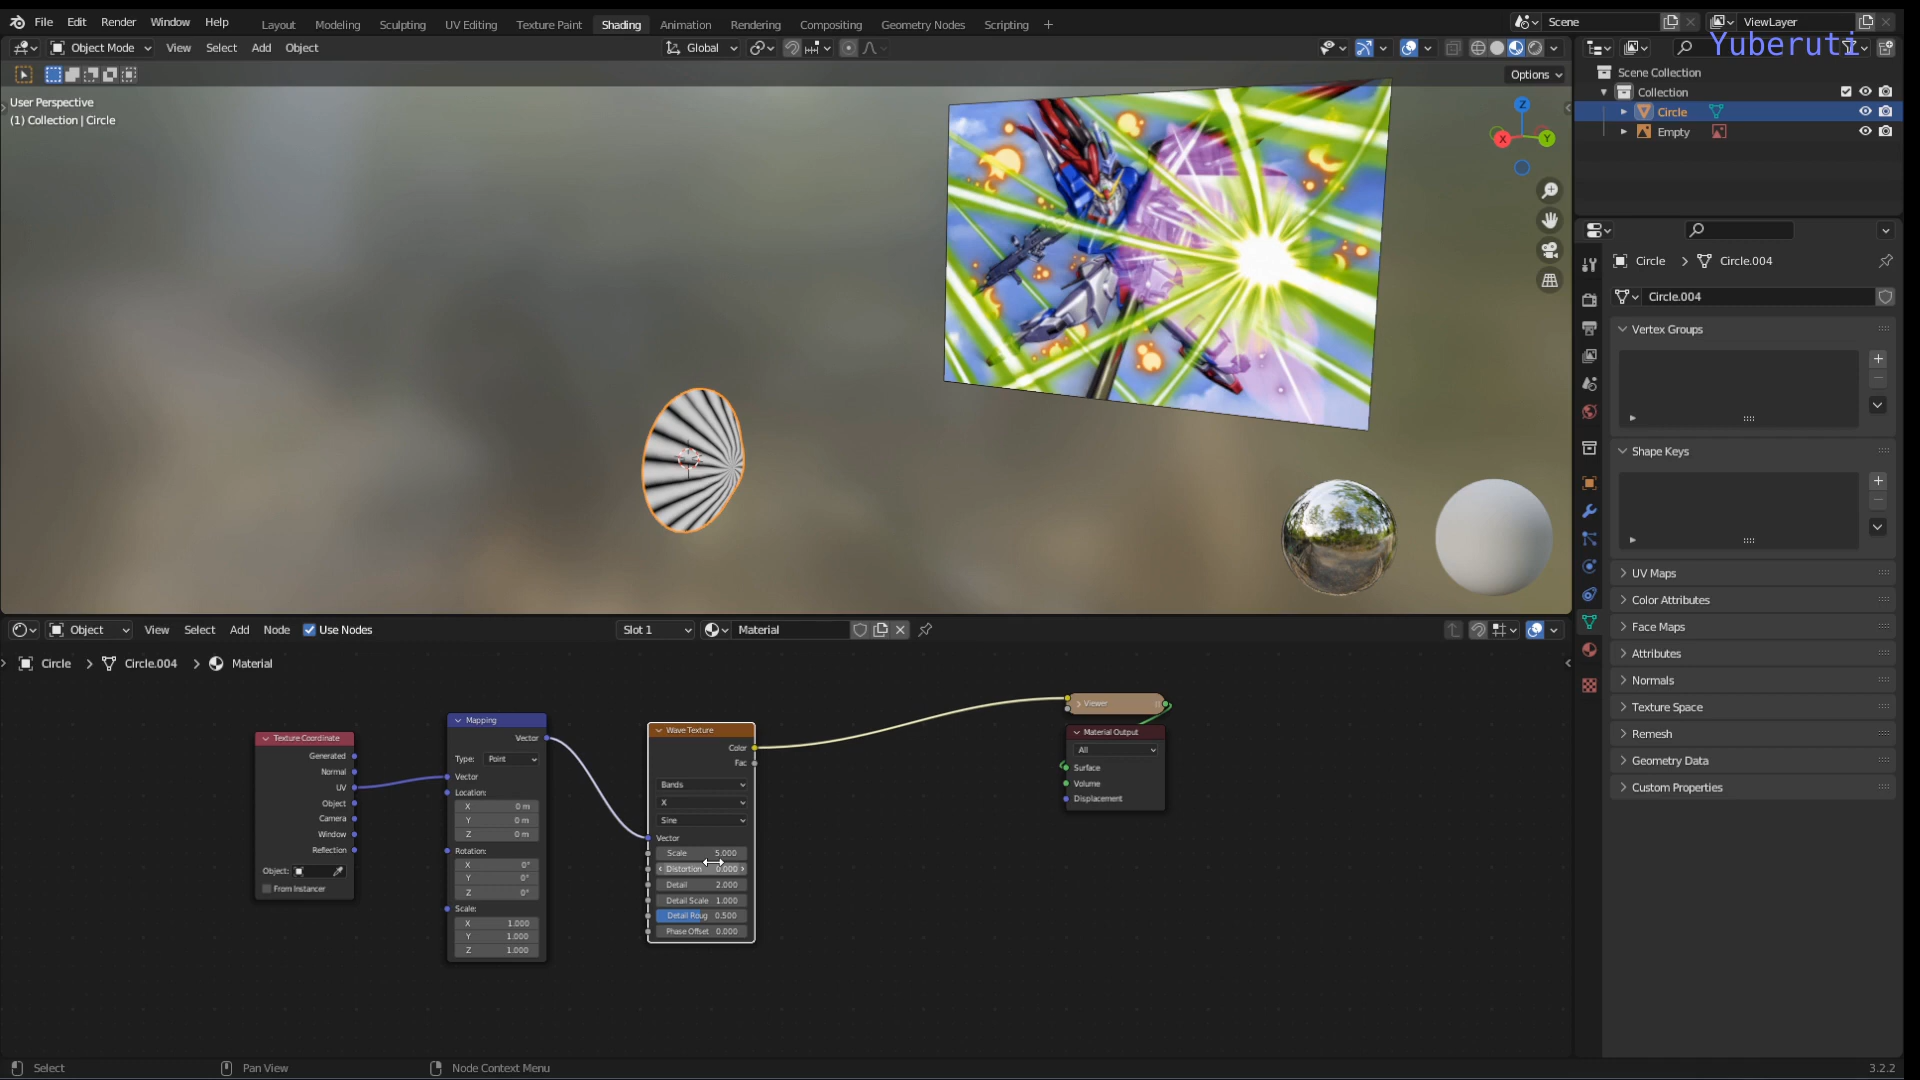 File Edit Render Window Help Layout Modeling Sculpting UV Editing Texture Paint Shading Animation Rendering Compositing Geometry Nodes Scripting + Scene ViewLayer
Yuberuti
Object Mode View Select Add Object Global
Options
User Perspective
(1) Collection | Circle
Z
X Y
Scene Collection
Collection
Circle
Empty
Circle > Circle.004
Circle.004
Vertex Groups
Shape Keys
UV Maps
Color Attributes
Face Maps
Attributes
Normals
Texture Space
Remesh
Geometry Data
Custom Properties
Object View Select Add Node Use Nodes Slot 1 Material
Circle > Circle.004 > Material
Texture Coordinate
Generated
Normal
UV
Object
Camera
Window
Reflection
Object:
From Instancer
Mapping
Vector
Type: Point
Vector
Location:
X 0 m
Y 0 m
Z 0 m
Rotation:
X 0°
Y 0°
Z 0°
Scale:
X 1.000
Y 1.000
Z 1.000
Wave Texture
Color
Fac
Bands
X
Sine
Vector
Scale 5.000
Distortion 0.000
Detail 2.000
Detail Scale 1.000
Detail Roug 0.500
Phase Offset 0.000
Viewer
Material Output
All
Surface
Volume
Displacement
Select Pan View Node Context Menu 3.2.2